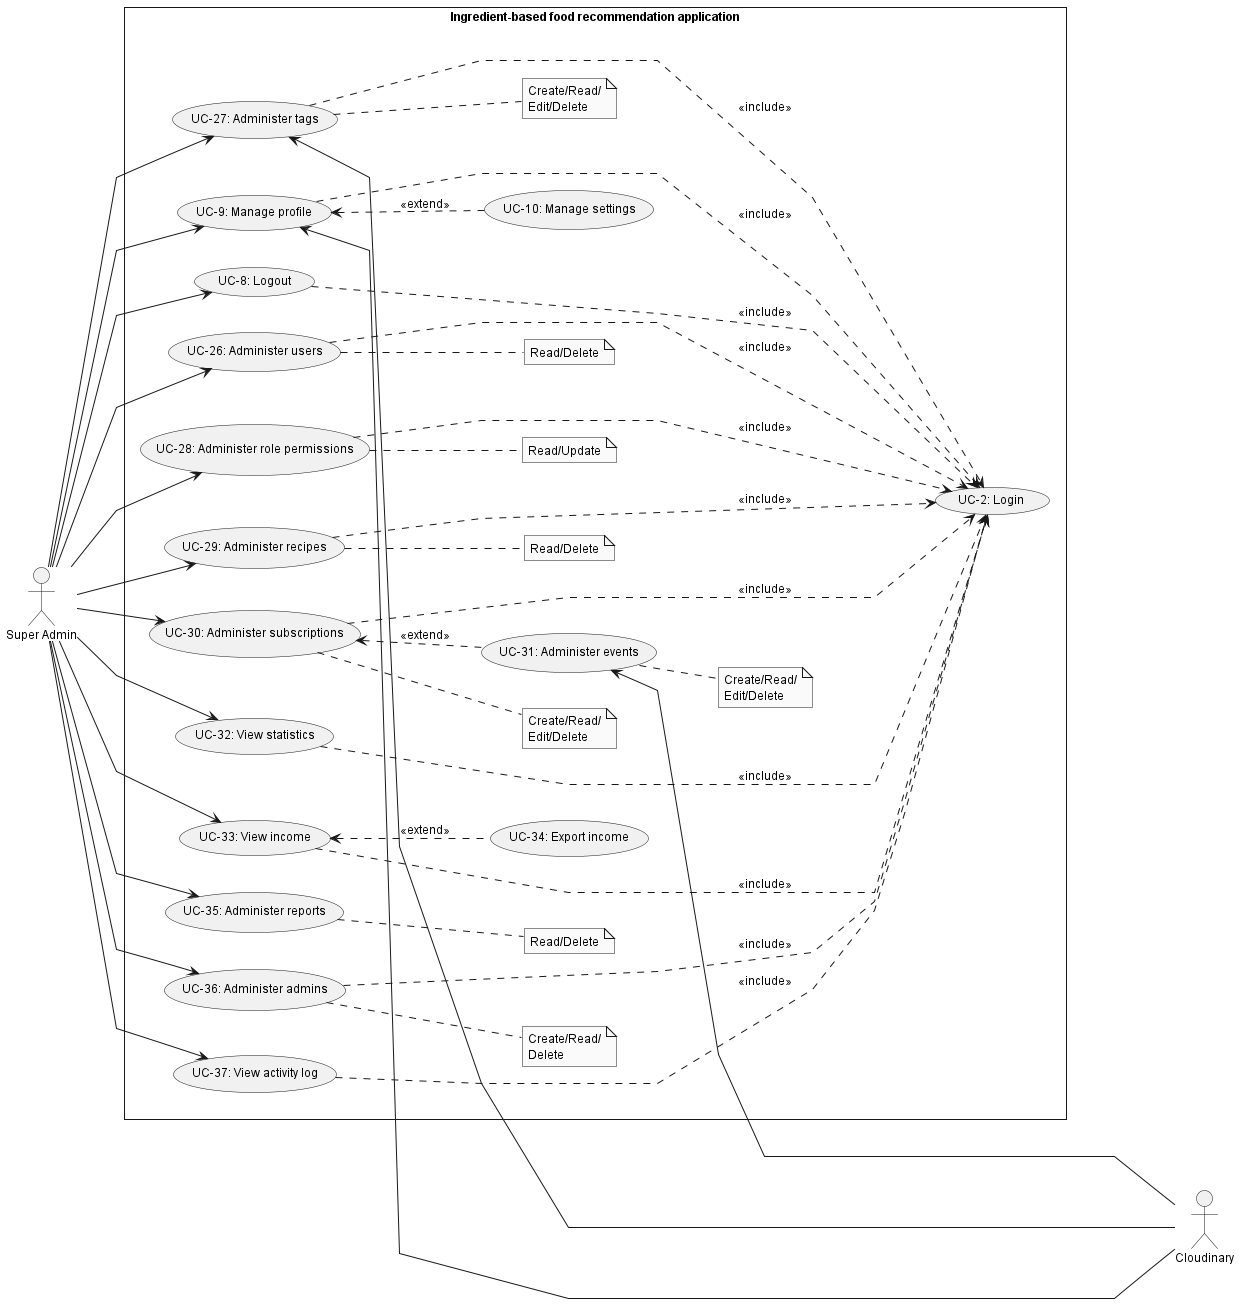 Ingredient-based food recommendation application
Create/Read/
Edit/Delete
«include»
UC-27: Administer tags
UC-9: Manage profile
«extend»
UC-10: Manage settings
«include»
UC-8: Logout
«include»
UC-26: Administer users
Read/Delete
«include»
UC-28: Administer role permissions
Read/Update
«include»
UC-2: Login
«include»
UC-29: Administer recipes
Read/Delete
«include»
Super Admin
UC-30: Administer subscriptions
«extend»
UC-31: Administer events
Create/Read/
Edit/Delete
Create/Read/
Edit/Delete
UC-32: View statistics
«include»
UC-33: View income
«extend»
UC-34: Export income
«include»
UC-35: Administer reports
Read/Delete
«include»
UC-36: Administer admins
«include»
Create/Read/
Delete
UC-37: View activity log
Cloudinary